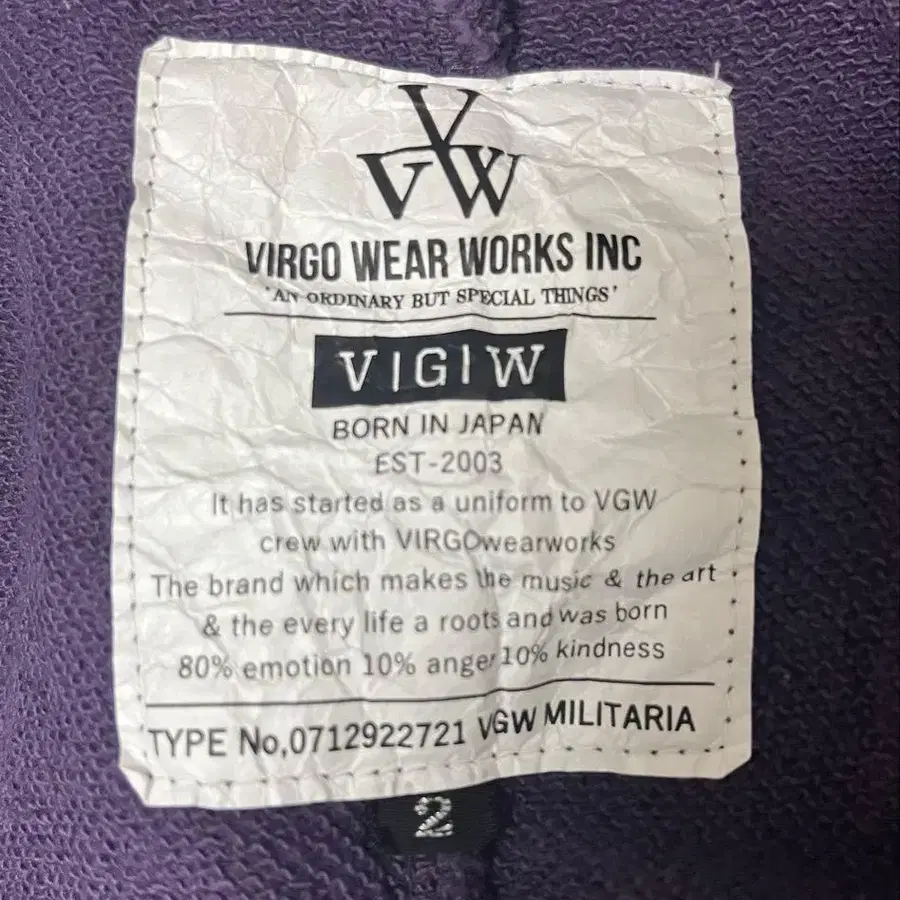 V
VGW
VIRGO WEAR WORKS INC
'AN ORDINARY BUT SPECIAL THINGS'
V|G|W
BORN IN JAPAN
EST-2003
It has started as a uniform to VGW
crew with VIRGOwearworks
The brand which makes the music & the art
& the every life a roots and was born
80% emotion 10% anger 10% kindness
TYPE No,0712922721 VGW MILITARIA
2